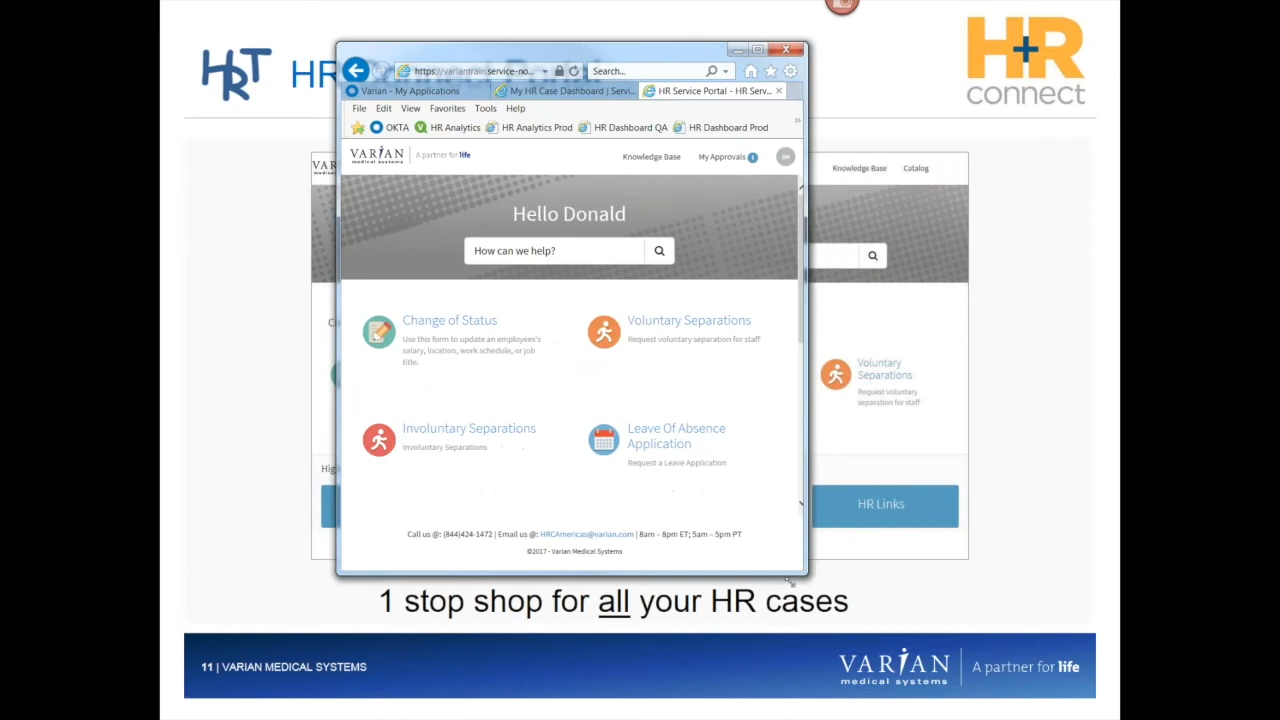 HRT
HR
HR
connect
https://variantrain.service-no...
Search...
Varian - My Applications
My HR Case Dashboard | Servi...
HR Service Portal - HR Serv...
File Edit View Favorites Tools Help
OKTA HR Analytics HR Analytics Prod HR Dashboard QA HR Dashboard Prod
VARIAN
medical systems
A partner for life
Knowledge Base
My Approvals 1
Knowledge Base
Catalog
Hello Donald
How can we help?
Change of Status
Use this form to update an employees's
salary, location, work schedule, or job
title.
Voluntary Separations
Request voluntary separation for staff
Voluntary
Separations
Request voluntary
separation for staff
Involuntary Separations
Involuntary Separations
Leave Of Absence
Application
Request a Leave Application
HR Links
Call us @: (844)424-1472 | Email us @: HRCAmericas@varian.com | 8am – 8pm ET; 5am – 5pm PT
©2017 - Varian Medical Systems
1 stop shop for all your HR cases
11 | VARIAN MEDICAL SYSTEMS
VARIAN
medical systems
A partner for life